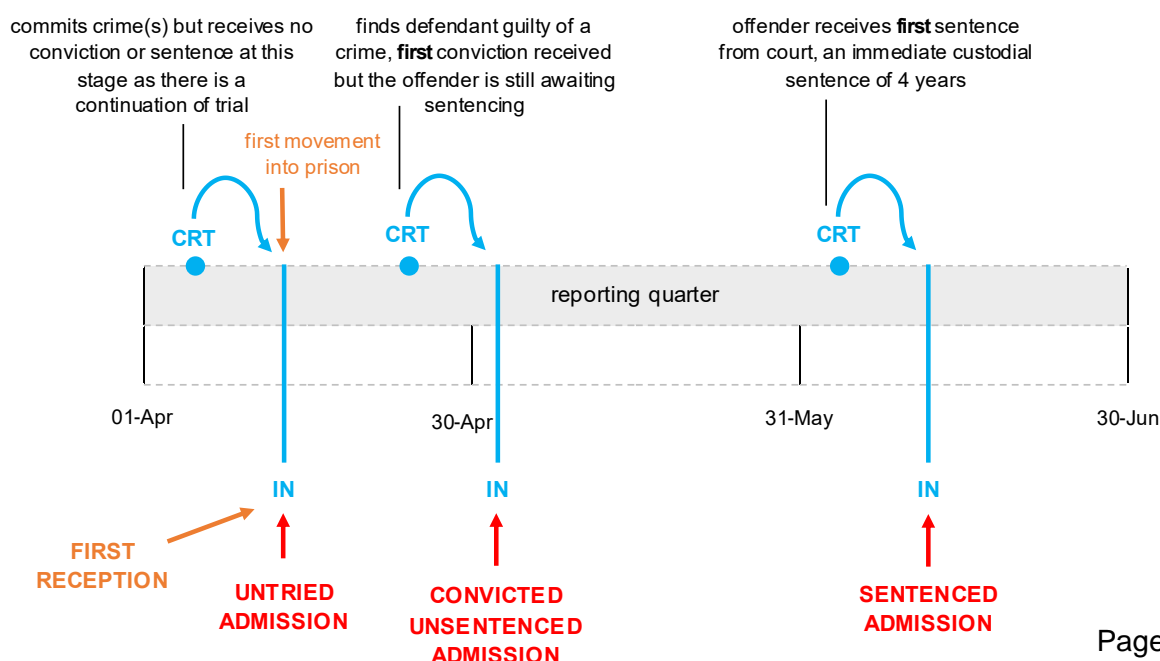 commits crime(s) but receives no
conviction or sentence at this
stage as there is a
continuation of trial
finds defendant guilty of a
crime, first conviction received
but the offender is still awaiting
sentencing
offender receives first sentence
from court, an immediate custodial
sentence of 4 years
first movement
into prison
CRT
CRT
CRT
reporting quarter
01-Apr
30-Apr
31-May
30-Jun
IN
IN
IN
FIRST
RECEPTION
UNTRIED
ADMISSION
CONVICTED
UNSENTENCED
ADMISSION
SENTENCED
ADMISSION
Page